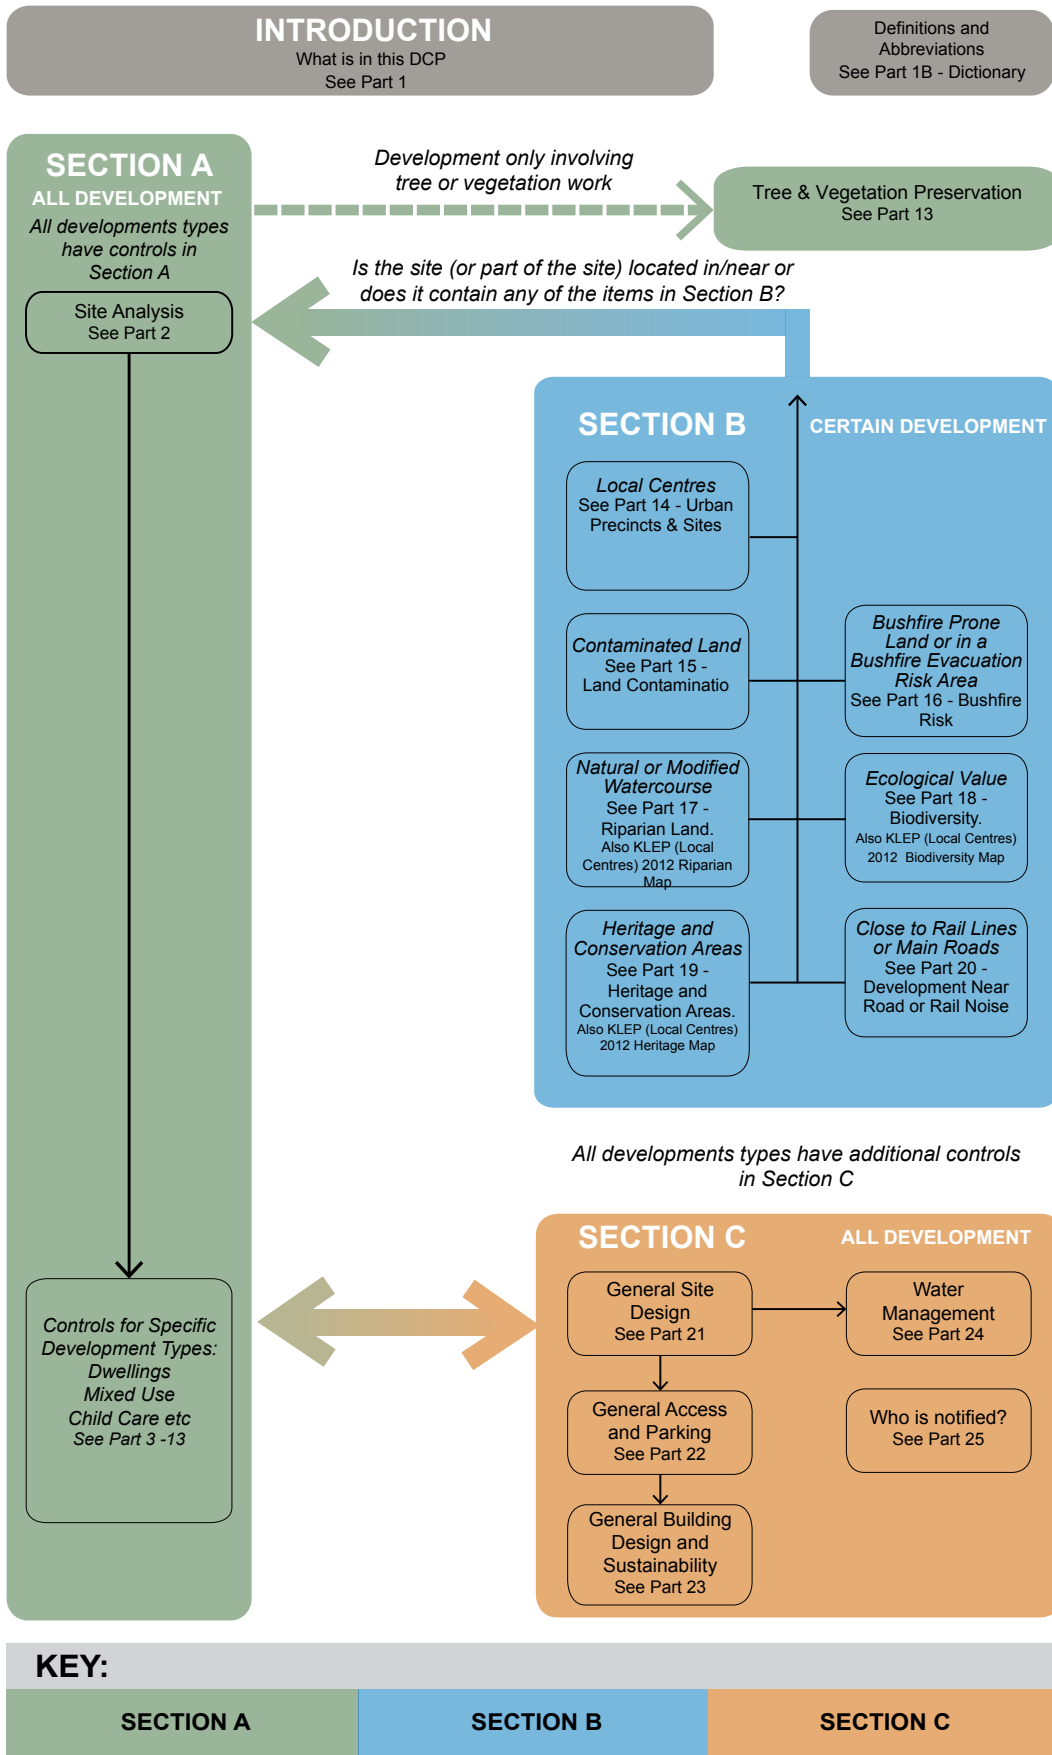 INTRODUCTION
What is in this DCP
See Part 1
Definitions and
Abbreviations
See Part 1B - Dictionary
SECTION A
ALL DEVELOPMENT
All developments types
have controls in
Section A
Site Analysis
See Part 2
Development only involving
tree or vegetation work
Tree & Vegetation Preservation
See Part 13
Is the site (or part of the site) located in/near or
does it contain any of the items in Section B?
SECTION B
CERTAIN DEVELOPMENT
Local Centres
See Part 14 - Urban
Precincts & Sites
Contaminated Land
See Part 15 -
Land Contaminatio
Bushfire Prone
Land or in a
Bushfire Evacuation
Risk Area
See Part 16 - Bushfire
Risk
Natural or Modified
Watercourse
See Part 17 -
Riparian Land.
Also KLEP (Local
Centres) 2012 Riparian
Map
Ecological Value
See Part 18 -
Biodiversity.
Also KLEP (Local Centres)
2012 Biodiversity Map
Heritage and
Conservation Areas
See Part 19 -
Heritage and
Conservation Areas.
Also KLEP (Local Centres)
2012 Heritage Map
Close to Rail Lines
or Main Roads
See Part 20 -
Development Near
Road or Rail Noise
All developments types have additional controls
in Section C
Controls for Specific
Development Types:
Dwellings
Mixed Use
Child Care etc
See Part 3 -13
SECTION C
ALL DEVELOPMENT
General Site
Design
See Part 21
Water
Management
See Part 24
General Access
and Parking
See Part 22
Who is notified?
See Part 25
General Building
Design and
Sustainability
See Part 23
KEY:
SECTION A
SECTION B
SECTION C